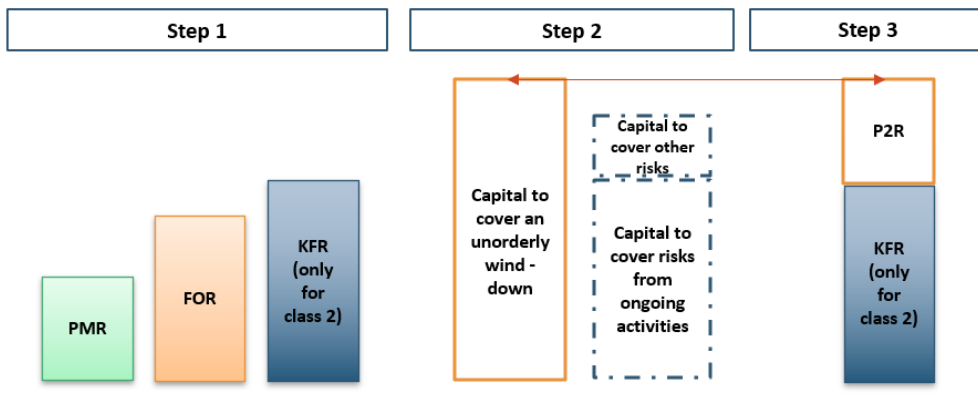 Step 1
Step 2
Step 3
PMR
FOR
KFR
(only
for
class 2)
Capital to
cover an
unorderly
wind -
down
Capital to
cover other
risks
Capital to
cover risks
from
ongoing
activities
P2R
KFR
(only
for
class 2)